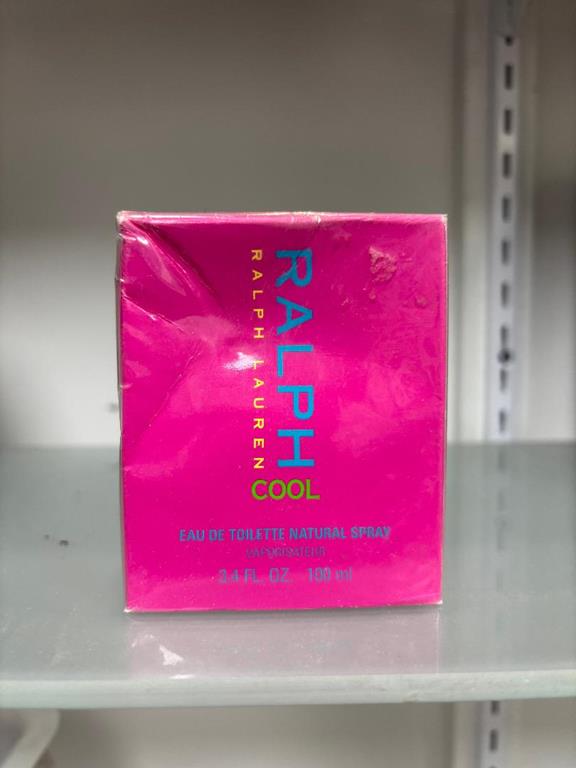 RALPH
RALPH LAUREN
COOL
EAU DE TOILETTE NATURAL SPRAY
VAPORISATEUR
3.4 FL. OZ. 100 ml